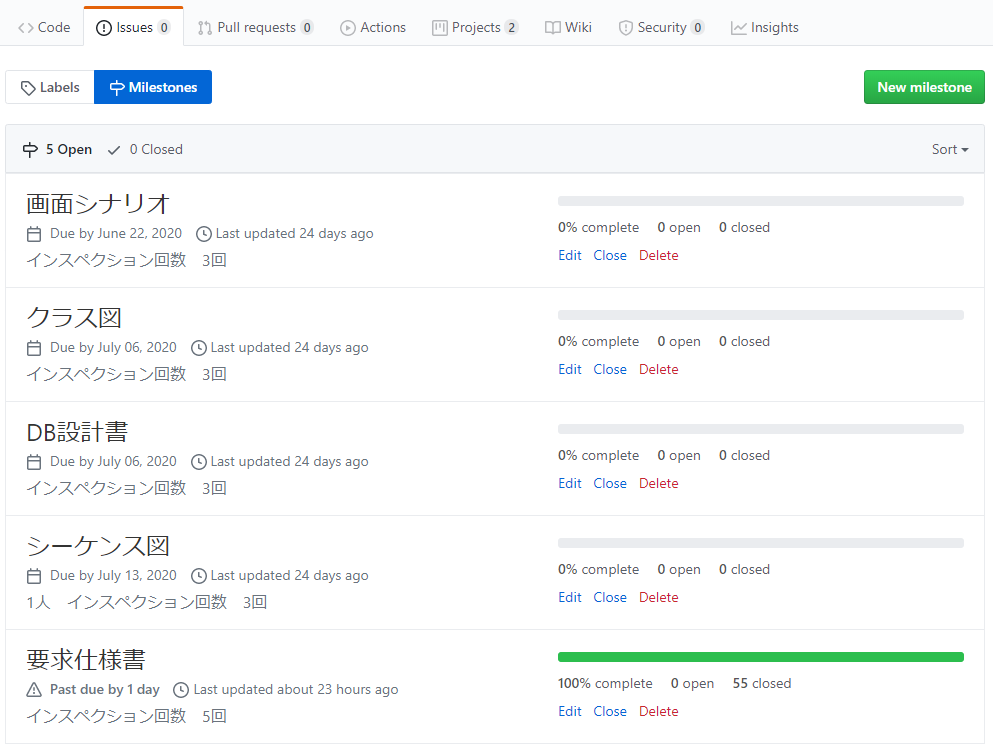 Code Issues 0 Pull requests 0 Actions Projects 2 Wiki Security 0 Insights
Labels Milestones New milestone
5 Open 0 Closed Sort
画面シナリオ
Due by June 22, 2020 Last updated 24 days ago
インスペクション回数　3回
0% complete 0 open 0 closed
Edit Close Delete
クラス図
Due by July 06, 2020 Last updated 24 days ago
インスペクション回数　3回
0% complete 0 open 0 closed
Edit Close Delete
DB設計書
Due by July 06, 2020 Last updated 24 days ago
インスペクション回数　3回
0% complete 0 open 0 closed
Edit Close Delete
シーケンス図
Due by July 13, 2020 Last updated 24 days ago
1人　インスペクション回数　3回
0% complete 0 open 0 closed
Edit Close Delete
要求仕様書
Past due by 1 day Last updated about 23 hours ago
インスペクション回数　5回
100% complete 0 open 55 closed
Edit Close Delete